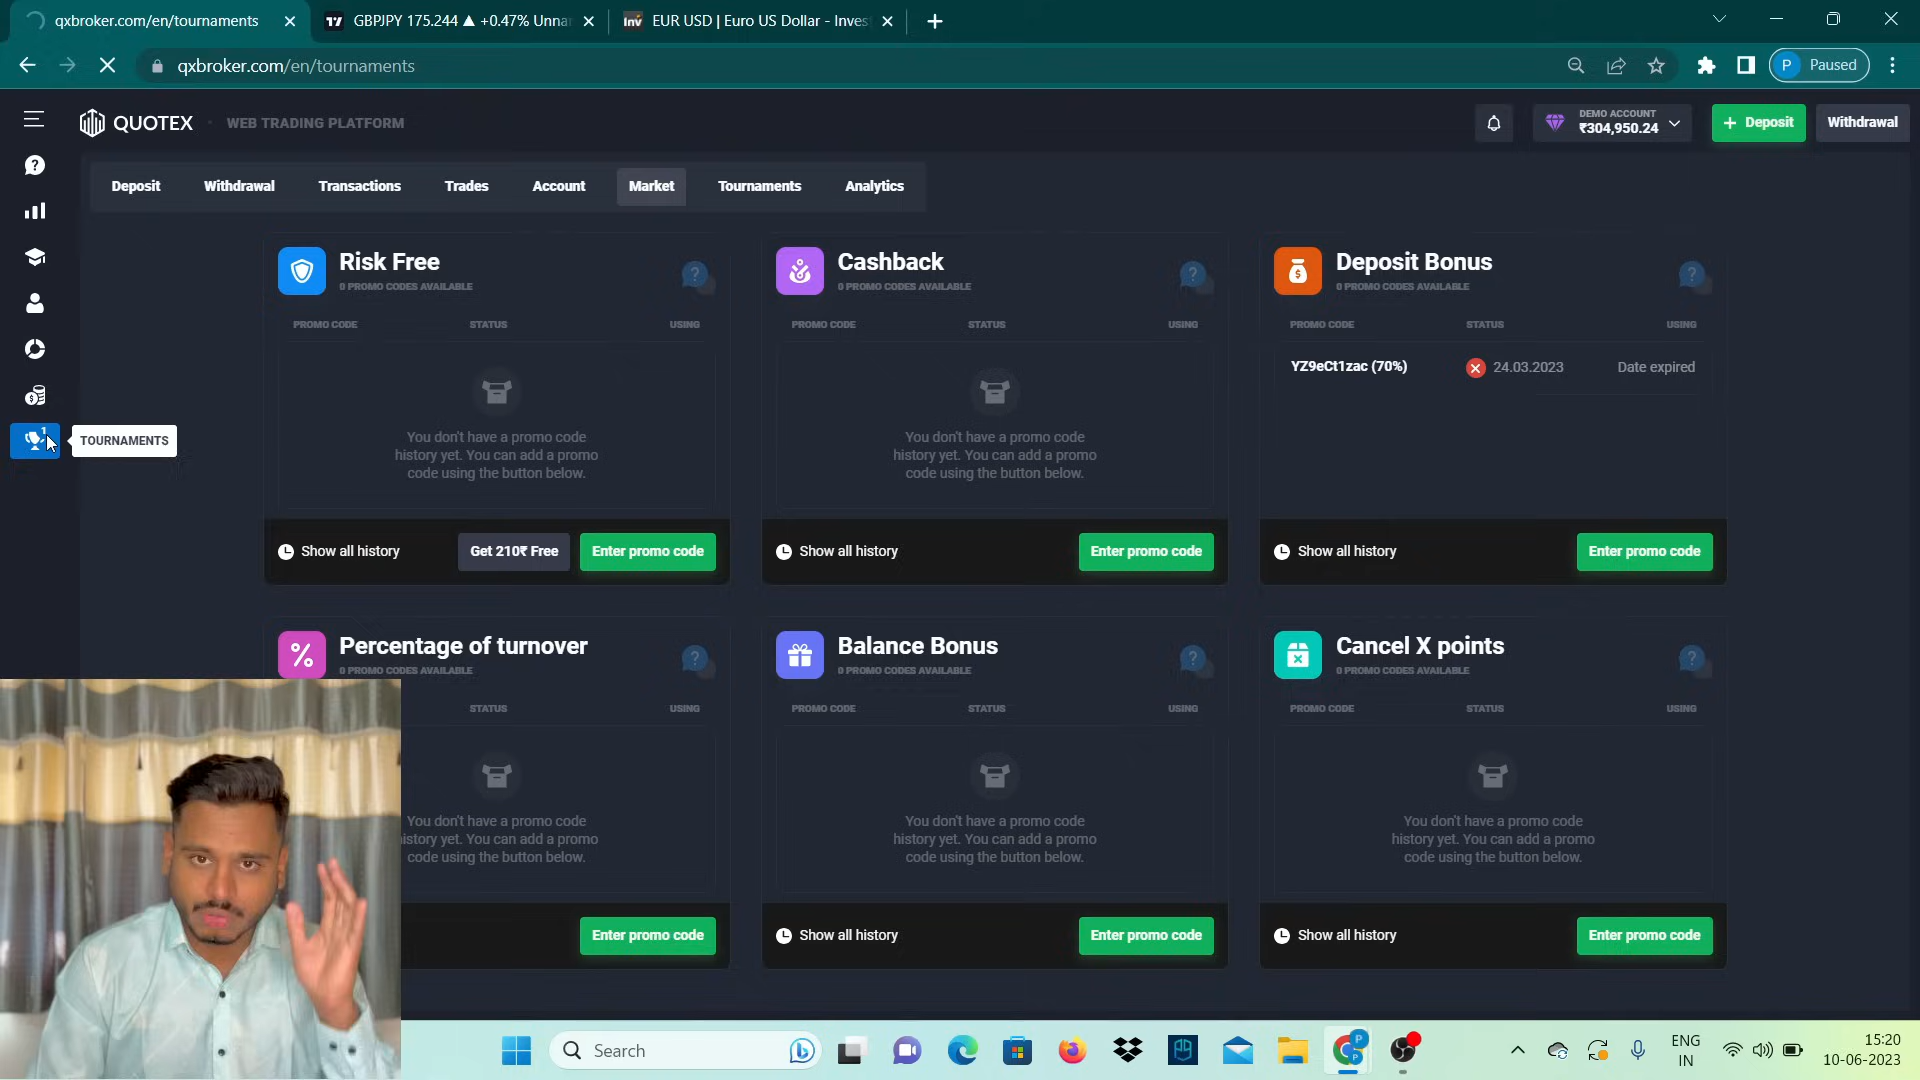 qxbroker.com/en/tournaments
GBPJPY 175.244 ▲ +0.47% Unna
EUR USD | Euro US Dollar - Inves
qxbroker.com/en/tournaments
P Paused
QUOTEX
WEB TRADING PLATFORM
DEMO ACCOUNT
₹304,950.24
+ Deposit
Withdrawal
Deposit Withdrawal Transactions Trades Account Market Tournaments Analytics
Risk Free
0 PROMO CODES AVAILABLE
PROMO CODE STATUS USING
You don't have a promo code
history yet. You can add a promo
code using the button below.
Show all history
Get 210₹ Free
Enter promo code
Cashback
0 PROMO CODES AVAILABLE
PROMO CODE STATUS USING
You don't have a promo code
history yet. You can add a promo
code using the button below.
Show all history
Enter promo code
Deposit Bonus
0 PROMO CODES AVAILABLE
PROMO CODE STATUS USING
YZ9eCt1zac (70%) 24.03.2023 Date expired
Show all history
Enter promo code
1
TOURNAMENTS
Percentage of turnover
0 PROMO CODES AVAILABLE
STATUS USING
You don't have a promo code
istory yet. You can add a promo
code using the button below.
Enter promo code
Balance Bonus
0 PROMO CODES AVAILABLE
PROMO CODE STATUS USING
You don't have a promo code
history yet. You can add a promo
code using the button below.
Show all history
Enter promo code
Cancel X points
0 PROMO CODES AVAILABLE
PROMO CODE STATUS USING
You don't have a promo code
history yet. You can add a promo
code using the button below.
Show all history
Enter promo code
Search
ENG
IN
15:20
10-06-2023